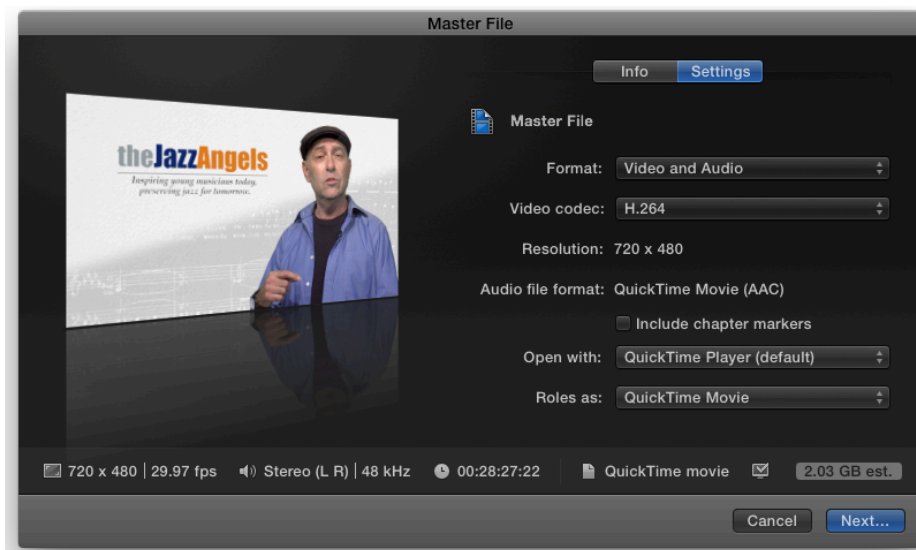 Master File
Info
Settings
theJazzAngels
Inspiring young musicians today,
preserving jazz for tomorrow.
Master File
Format: Video and Audio
Video codec: H.264
Resolution: 720 x 480
Audio file format: QuickTime Movie (AAC)
Include chapter markers
Open with: QuickTime Player (default)
Roles as: QuickTime Movie
720 x 480 | 29.97 fps Stereo (L R) | 48 kHz 00:28:27:22 QuickTime movie 2.03 GB est.
Cancel Next...